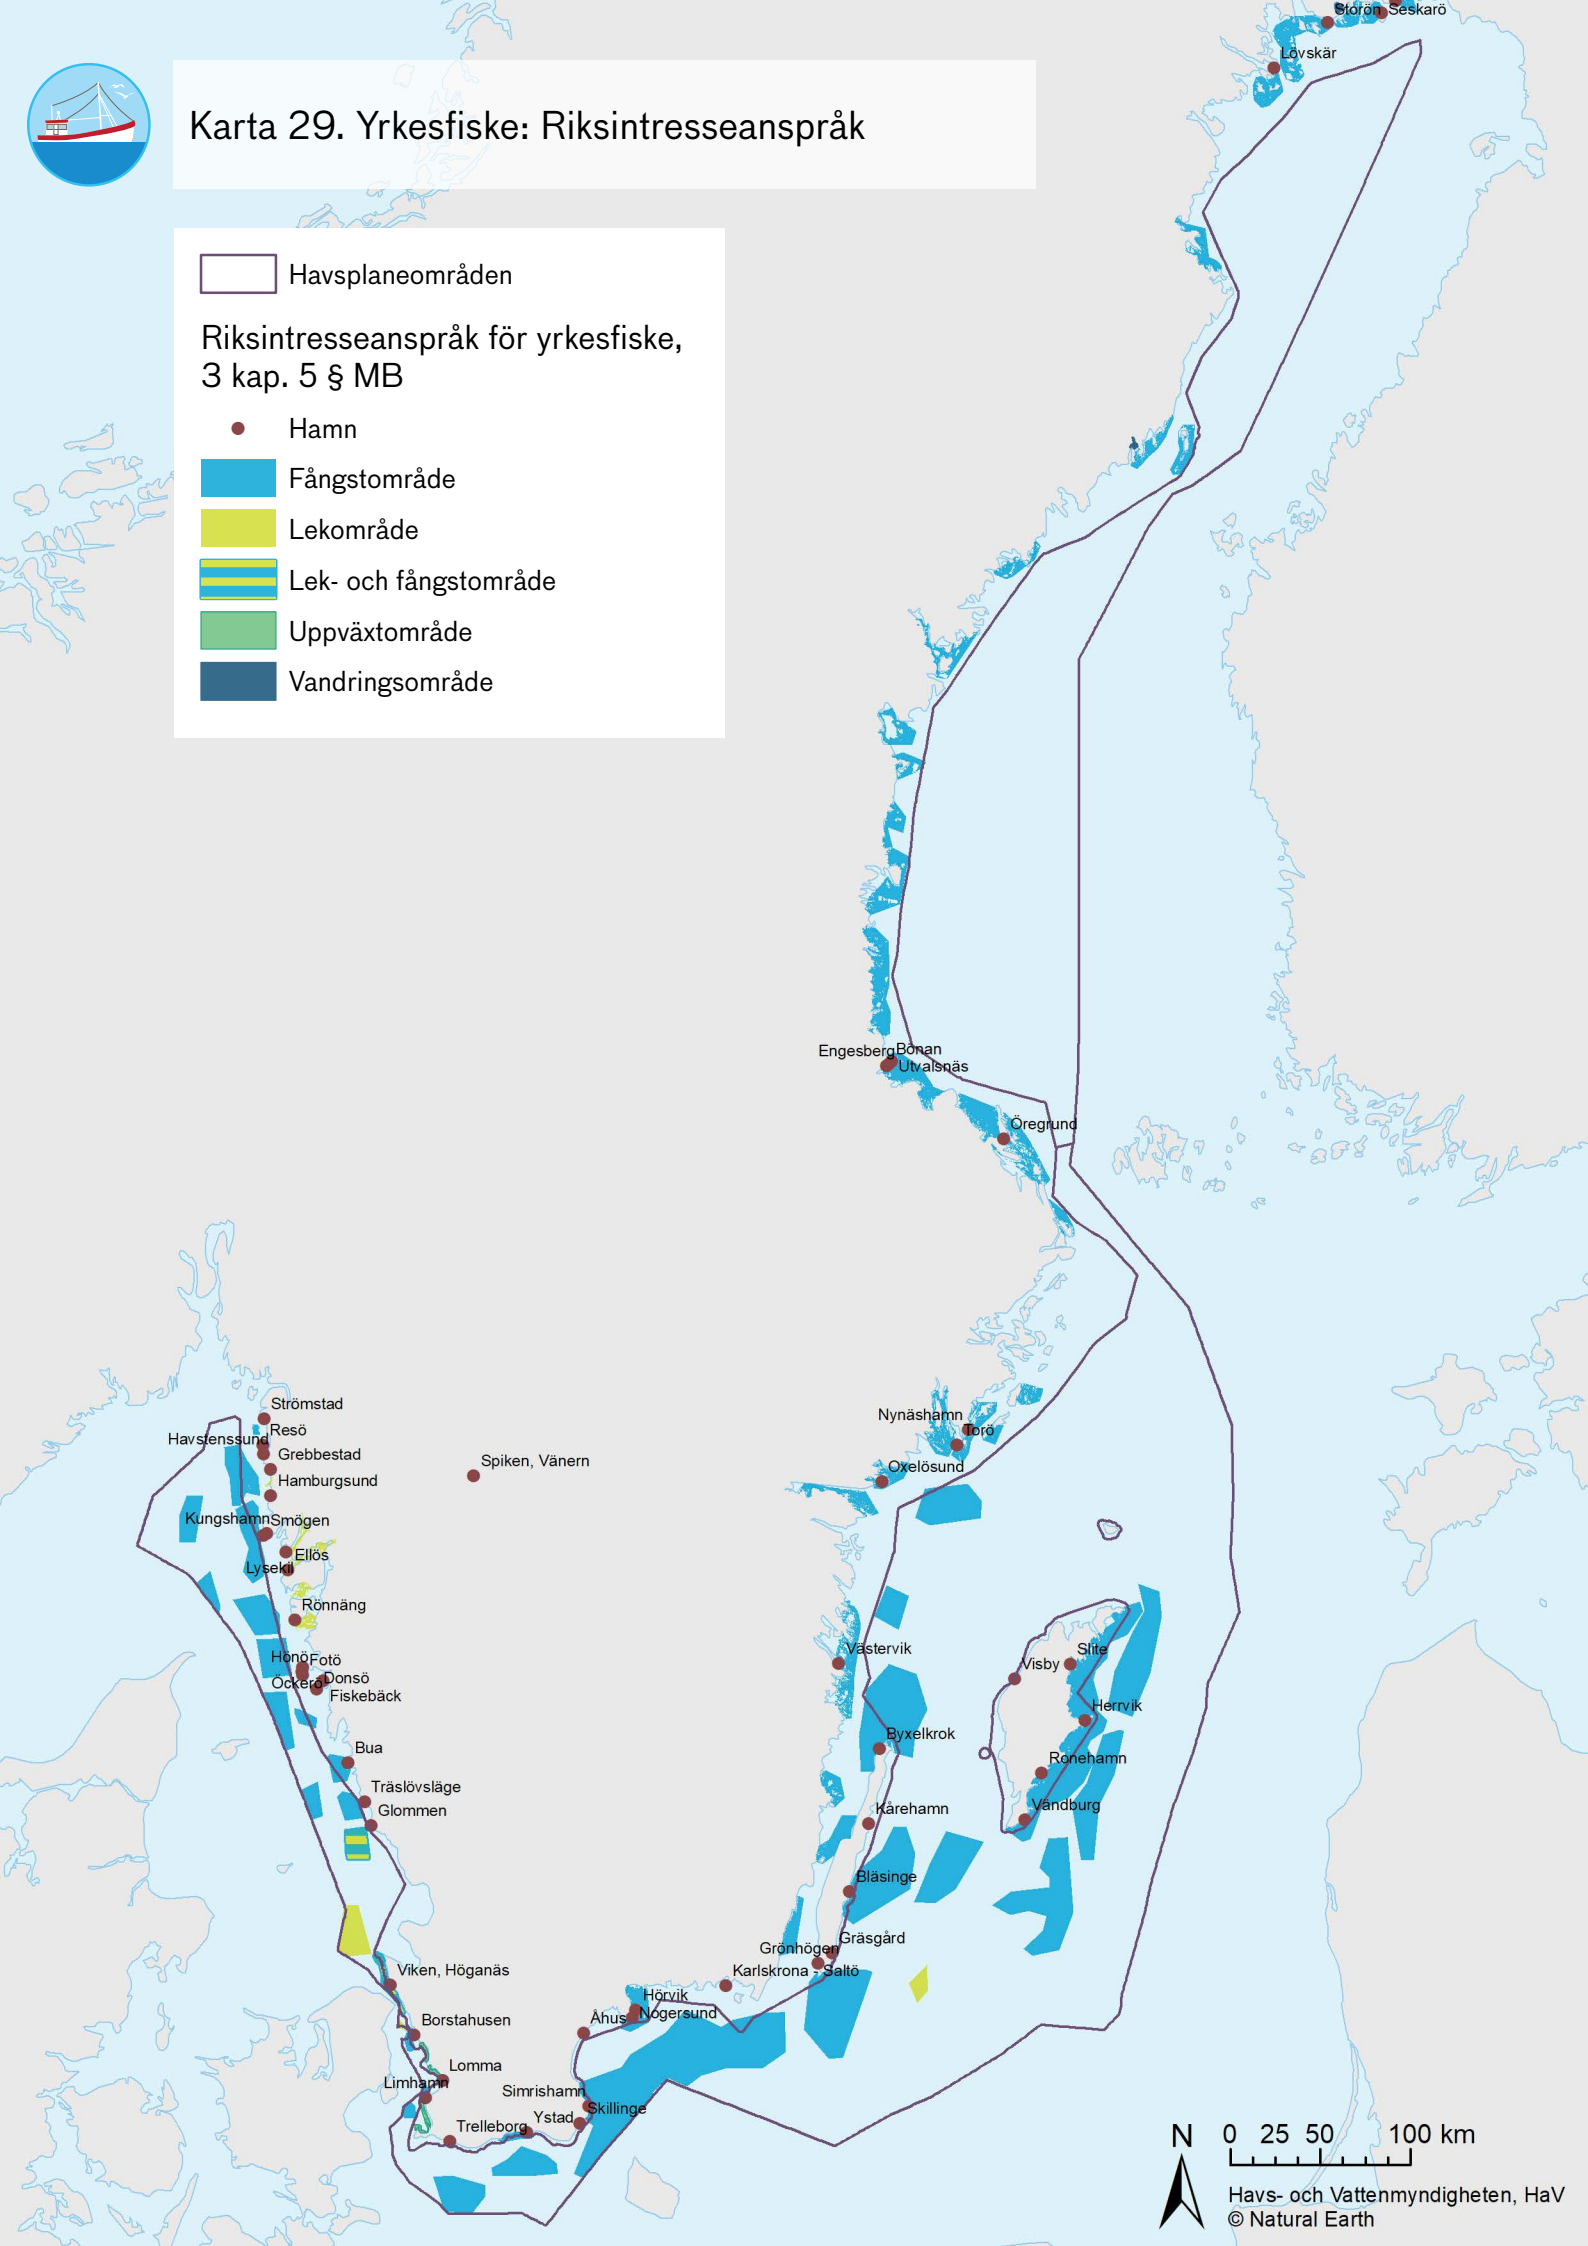 Karta 29. Yrkesfiske: Riksintresseanspråk
Havsplaneområden
Riksintresseanspråk för yrkesfiske,
3 kap. 5 § MB
Hamn
Fångstområde
Lekområde
Lek- och fångstområde
Uppväxtområde
Vandringsområde
Storön
Seskarö
Lövskär
Engesberg
Bönan
Utvalsnäs
Öregrund
Nynäshamn
Torö
Oxelösund
Strömstad
Resö
Havstenssund
Grebbestad
Hamburgsund
Spiken, Vänern
Kungshamn
Smögen
Ellös
Lysekil
Rönnäng
Hönö
Fotö
Öckerö
Donsö
Fiskebäck
Bua
Träslövsläge
Glommen
Västervik
Visby
Slite
Herrvik
Byxelkrok
Ronehamn
Kårehamn
Vändburg
Bläsinge
Gräsgård
Grönhögen
Karlskrona - Saltö
Viken, Höganäs
Hörvik
Nogersund
Åhus
Borstahusen
Lomma
Limhamn
Simrishamn
Skillinge
Ystad
Trelleborg
N
0 25 50 100 km
Havs- och Vattenmyndigheten, HaV
© Natural Earth